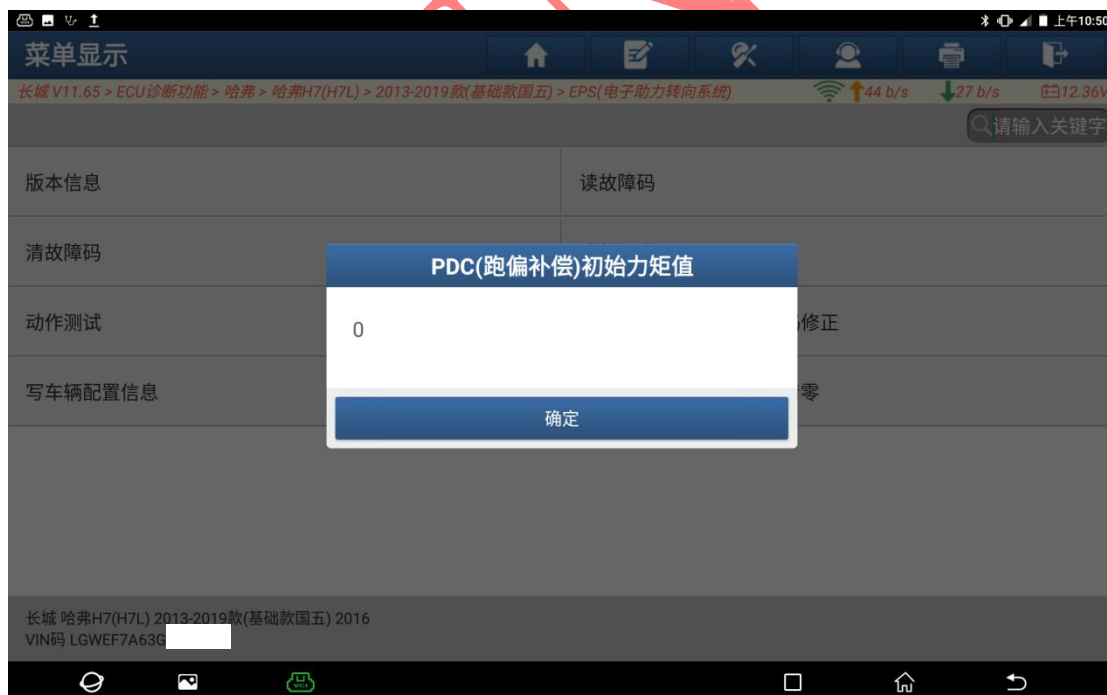 上午10:50
菜单显示
长城 V11.65 > ECU诊断功能 > 哈弗 > 哈弗H7(H7L) > 2013-2019款(基础款国五) > EPS(电子助力转向系统)
44 b/s
27 b/s
12.36V
请输入关键字
版本信息
读故障码
清故障码
PDC(跑偏补偿)初始力矩值
动作测试
0
修正
写车辆配置信息
零
确定
长城 哈弗H7(H7L) 2013-2019款(基础款国五) 2016
VIN码 LGWEF7A63G
VCI